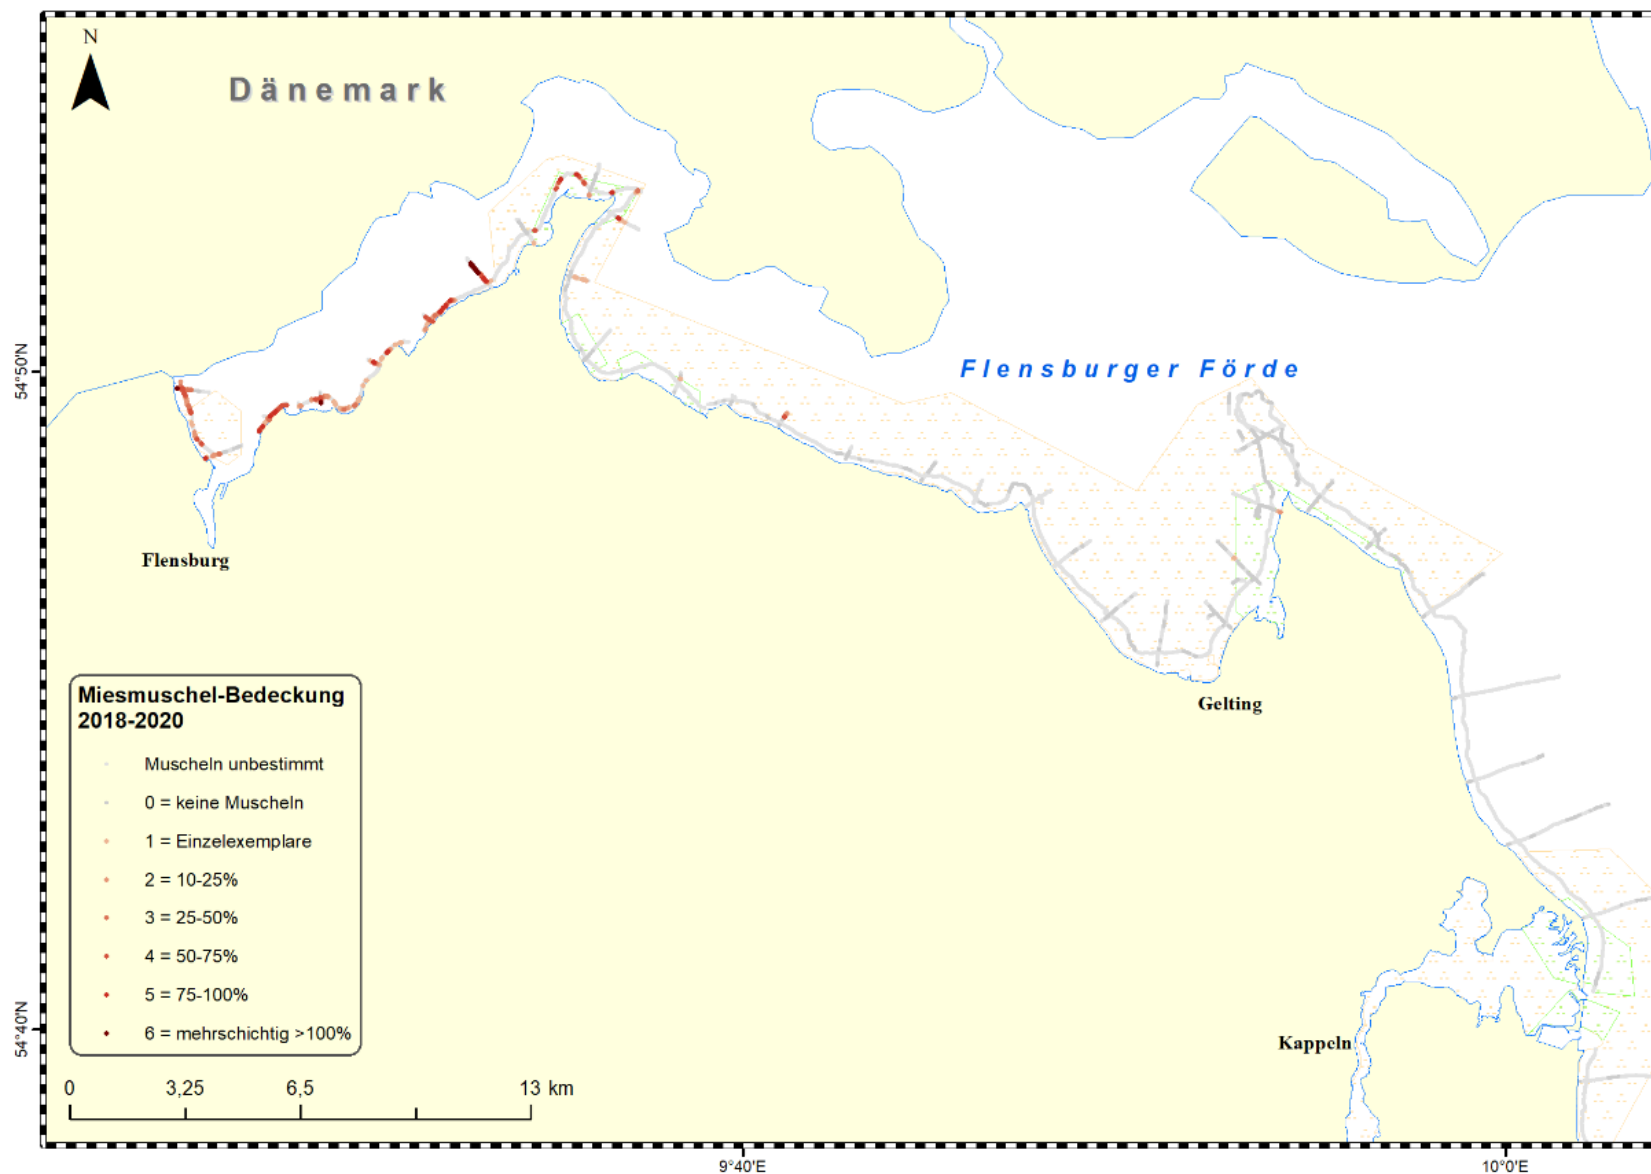 N
Dänemark
54°50'N
Flensburger Förde
Flensburg
Gelting
Miesmuschel-Bedeckung
2018-2020
Muscheln unbestimmt
0 = keine Muscheln
1 = Einzelexemplare
2 = 10-25%
3 = 25-50%
4 = 50-75%
5 = 75-100%
6 = mehrschichtig >100%
54°40'N
Kappeln
0 3,25 6,5 13 km
9°40'E 10°0'E